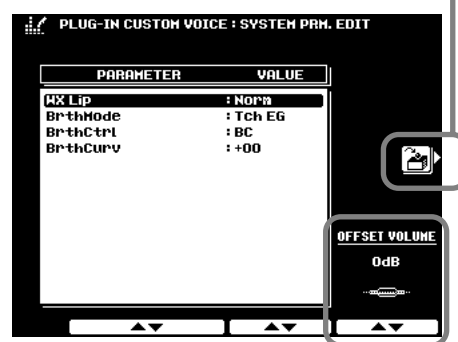 PLUG-IN CUSTOM VOICE : SYSTEM PRM. EDIT
PARAMETER VALUE
WX Lip : Norm
BrthMode : Tch EG
BrthCtrl : BC
BrthCurv : +00
OFFSET VOLUME
0dB